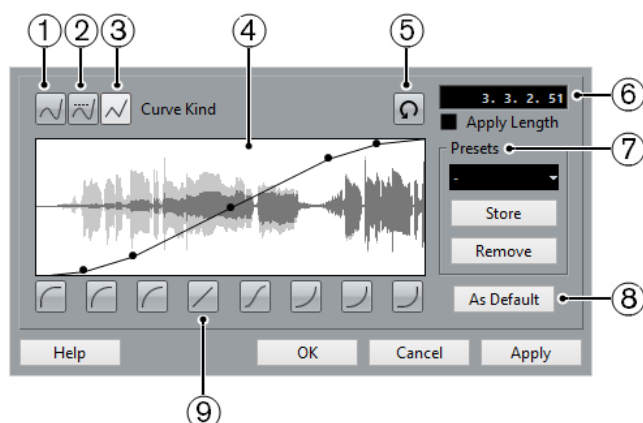 ① ② ③ ④ ⑤
Curve Kind
3. 3. 2. 51
⑥
Apply Length
Presets
⑦
-
Store
Remove
As Default
⑧
Help
OK
Cancel
Apply
⑨